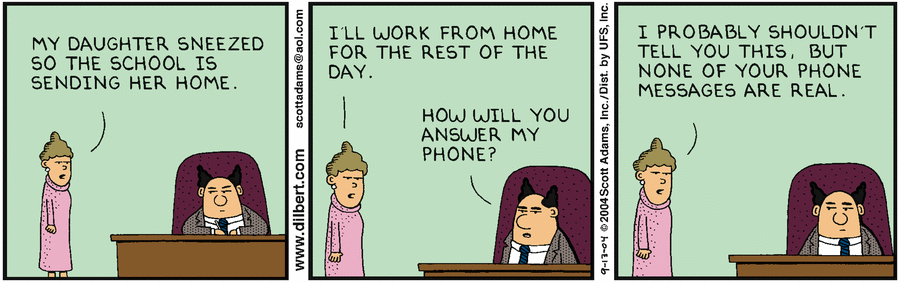 MY DAUGHTER SNEEZED
SO THE SCHOOL IS
SENDING HER HOME.
www.dilbert.com scottadams@aol.com
I'LL WORK FROM HOME
FOR THE REST OF THE
DAY.
HOW WILL YOU
ANSWER MY
PHONE?
9-17-04 © 2004 Scott Adams, Inc./Dist. by UFS, Inc.
I PROBABLY SHOULDN'T
TELL YOU THIS, BUT
NONE OF YOUR PHONE
MESSAGES ARE REAL.